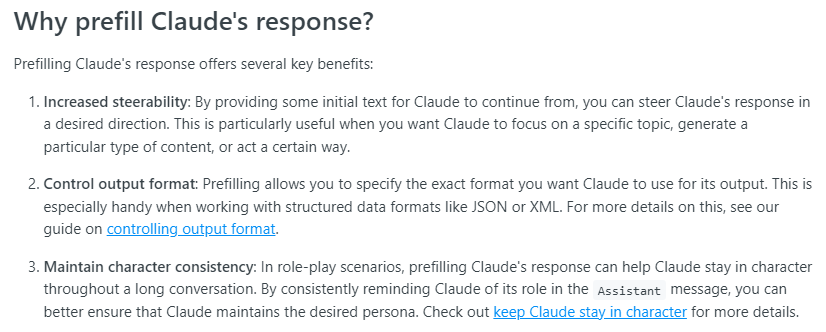 Why prefill Claude's response?
Prefilling Claude's response offers several key benefits:
1. Increased steerability: By providing some initial text for Claude to continue from, you can steer Claude's response in
a desired direction. This is particularly useful when you want Claude to focus on a specific topic, generate a
particular type of content, or act a certain way.
2. Control output format: Prefilling allows you to specify the exact format you want Claude to use for its output. This is
especially handy when working with structured data formats like JSON or XML. For more details on this, see our
guide on controlling output format.
3. Maintain character consistency: In role-play scenarios, prefilling Claude's response can help Claude stay in character
throughout a long conversation. By consistently reminding Claude of its role in the Assistant message, you can
better ensure that Claude maintains the desired persona. Check out keep Claude stay in character for more details.